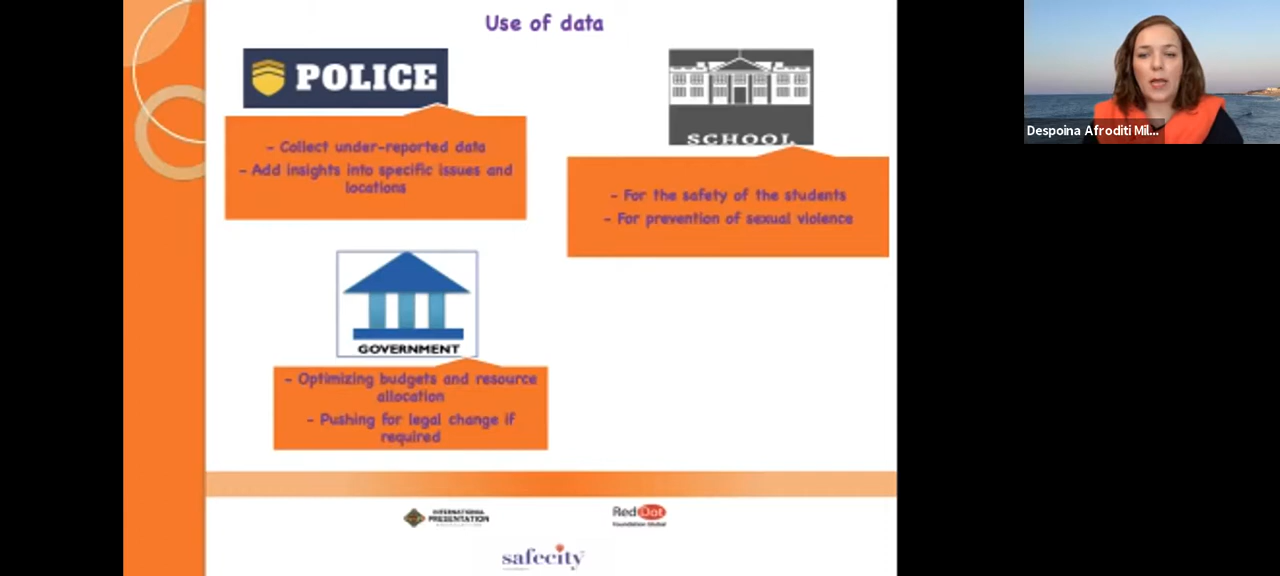 Use of data
POLICE
- Collect under-reported data
- Add insights into specific issues and
locations
SCHOOL
- For the safety of the students
- For prevention of sexual violence
GOVERNMENT
- Optimizing budgets and resource
allocation
- Pushing for legal change if
required
INTERNATIONAL
PRESENTATION
RedDot
Foundation Global
safecity
Despoina Afroditi Mil...